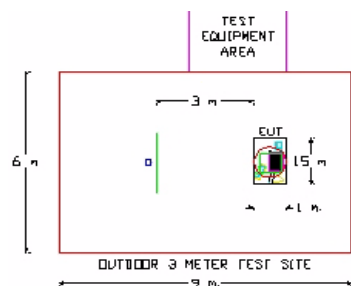 TEST
EQUIPMENT
AREA
3 m
EUT
6 m
1.5 m
1 m
OUTDOOR 3 METER TEST SITE
9 m